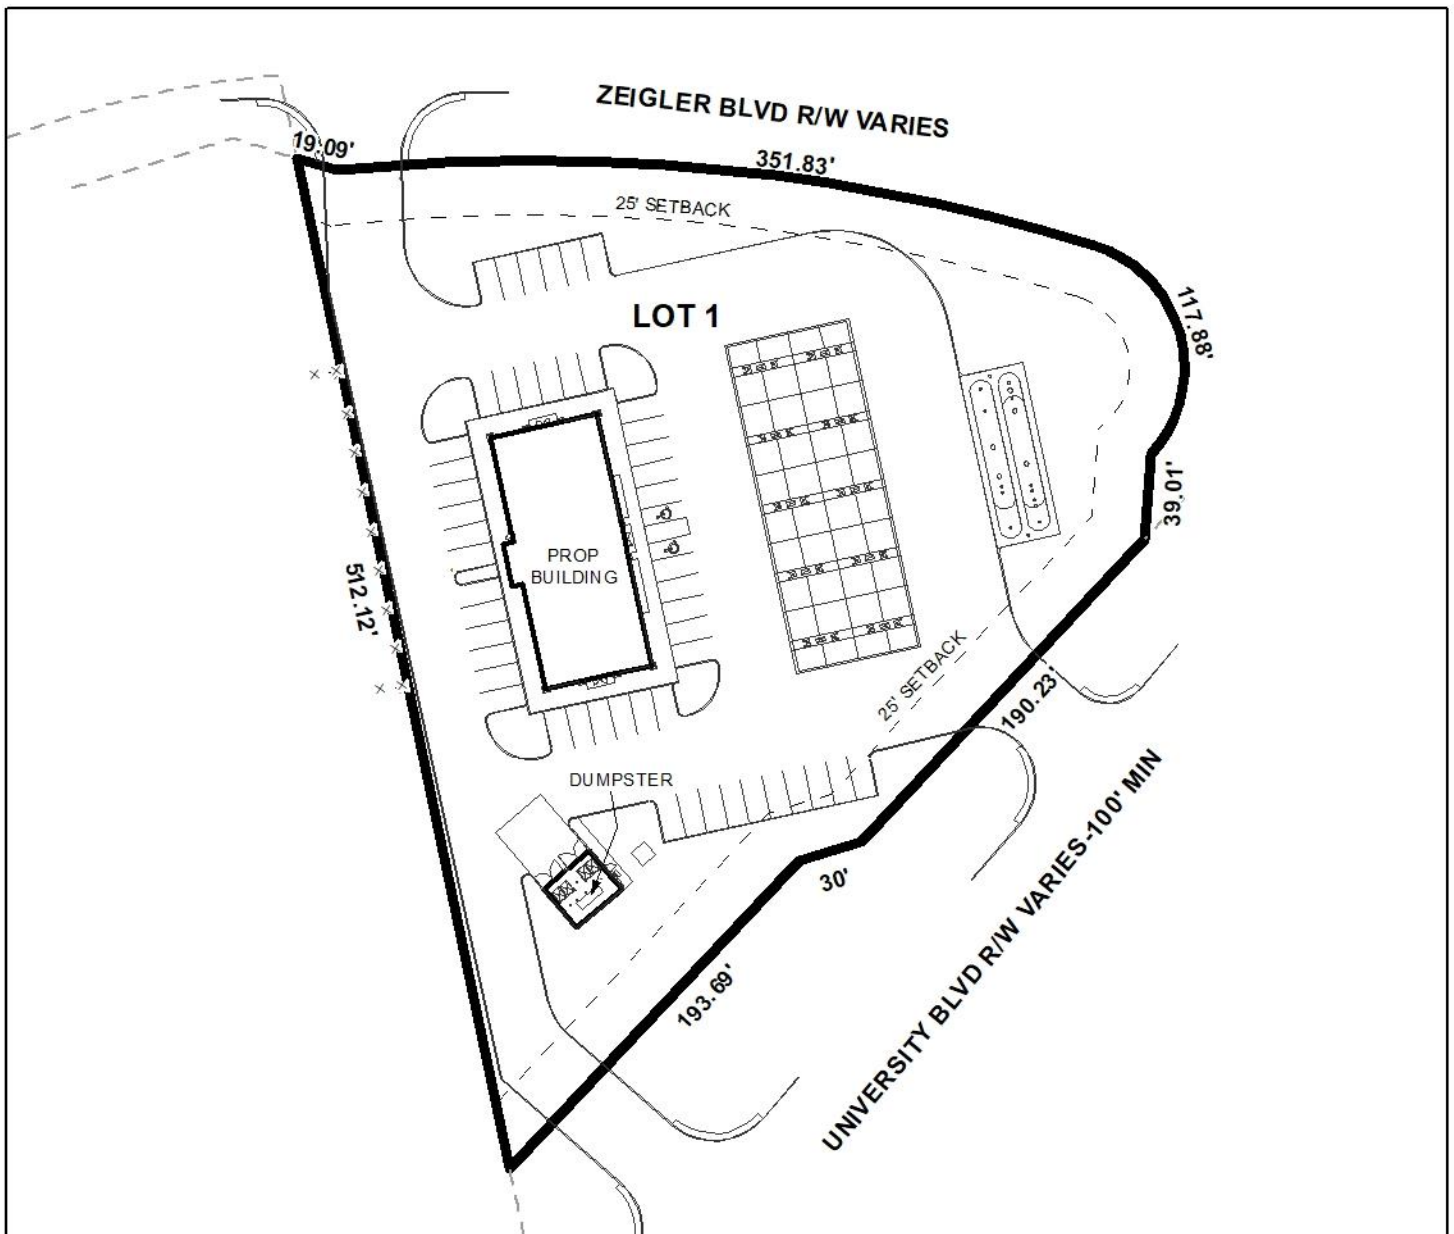 ZEIGLER BLVD R/W VARIES
19.09'
351.83'
25' SETBACK
117.88'
LOT 1
39.01'
512.12'
PROP
BUILDING
25' SETBACK
190.23'
DUMPSTER
30'
193.69'
UNIVERSITY BLVD R/W VARIES-100' MIN